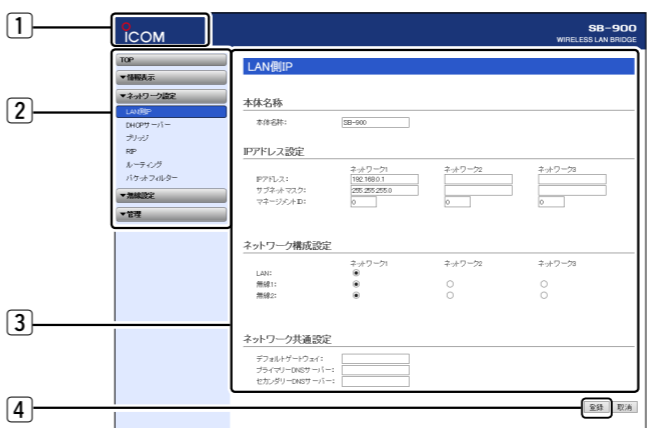 1
ICOM
SB-900
WIRELESS LAN BRIDGE
2
TOP
▼情報表示
▼ネットワーク設定
LAN側IP
DHCPサーバー
ブリッジ
RIP
ルーティング
パケットフィルター
▼無線設定
▼管理
3
LAN側IP
本体名称
本体名称: SB-900
IPアドレス設定
ネットワーク1 ネットワーク2 ネットワーク3
IPアドレス: 192.168.0.1
サブネットマスク: 255.255.255.0
マネージメントID: 0 0 0
ネットワーク構成設定
ネットワーク1 ネットワーク2 ネットワーク3
LAN:
無線1:
無線2:
ネットワーク共通設定
デフォルトゲートウェイ:
プライマリーDNSサーバー:
セカンダリーDNSサーバー:
4
登録 取消